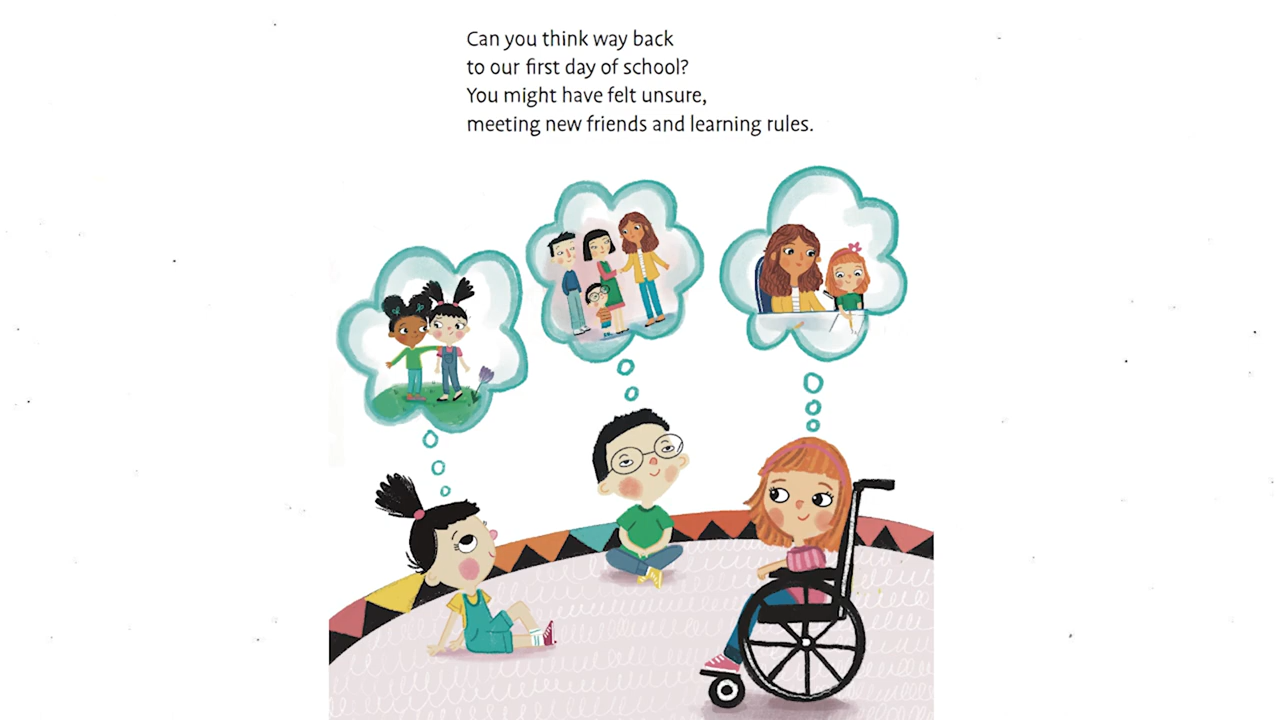 Can you think way back
to our first day of school?
You might have felt unsure,
meeting new friends and learning rules.